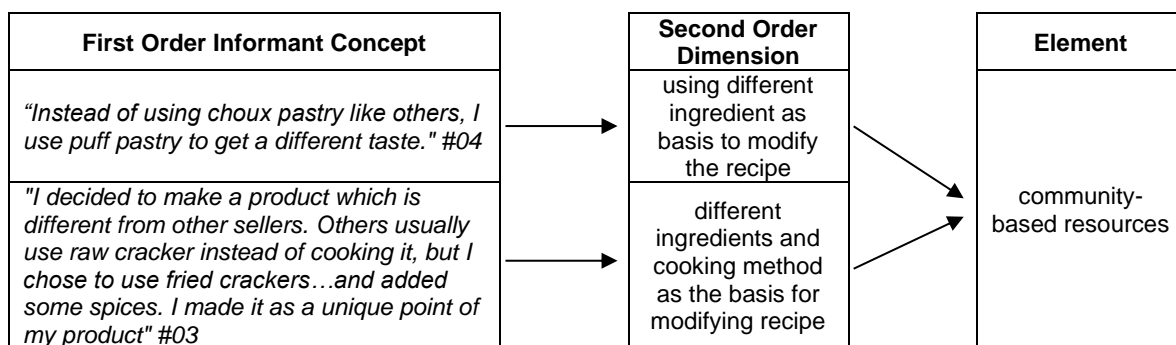 First Order Informant Concept
“Instead of using choux pastry like others, I
use puff pastry to get a different taste." #04
"I decided to make a product which is
different from other sellers. Others usually
use raw cracker instead of cooking it, but I
chose to use fried crackers…and added
some spices. I made it as a unique point of
my product" #03
Second Order
Dimension
using different
ingredient as
basis to modify
the recipe
different
ingredients and
cooking method
as the basis for
modifying recipe
Element
community-
based resources